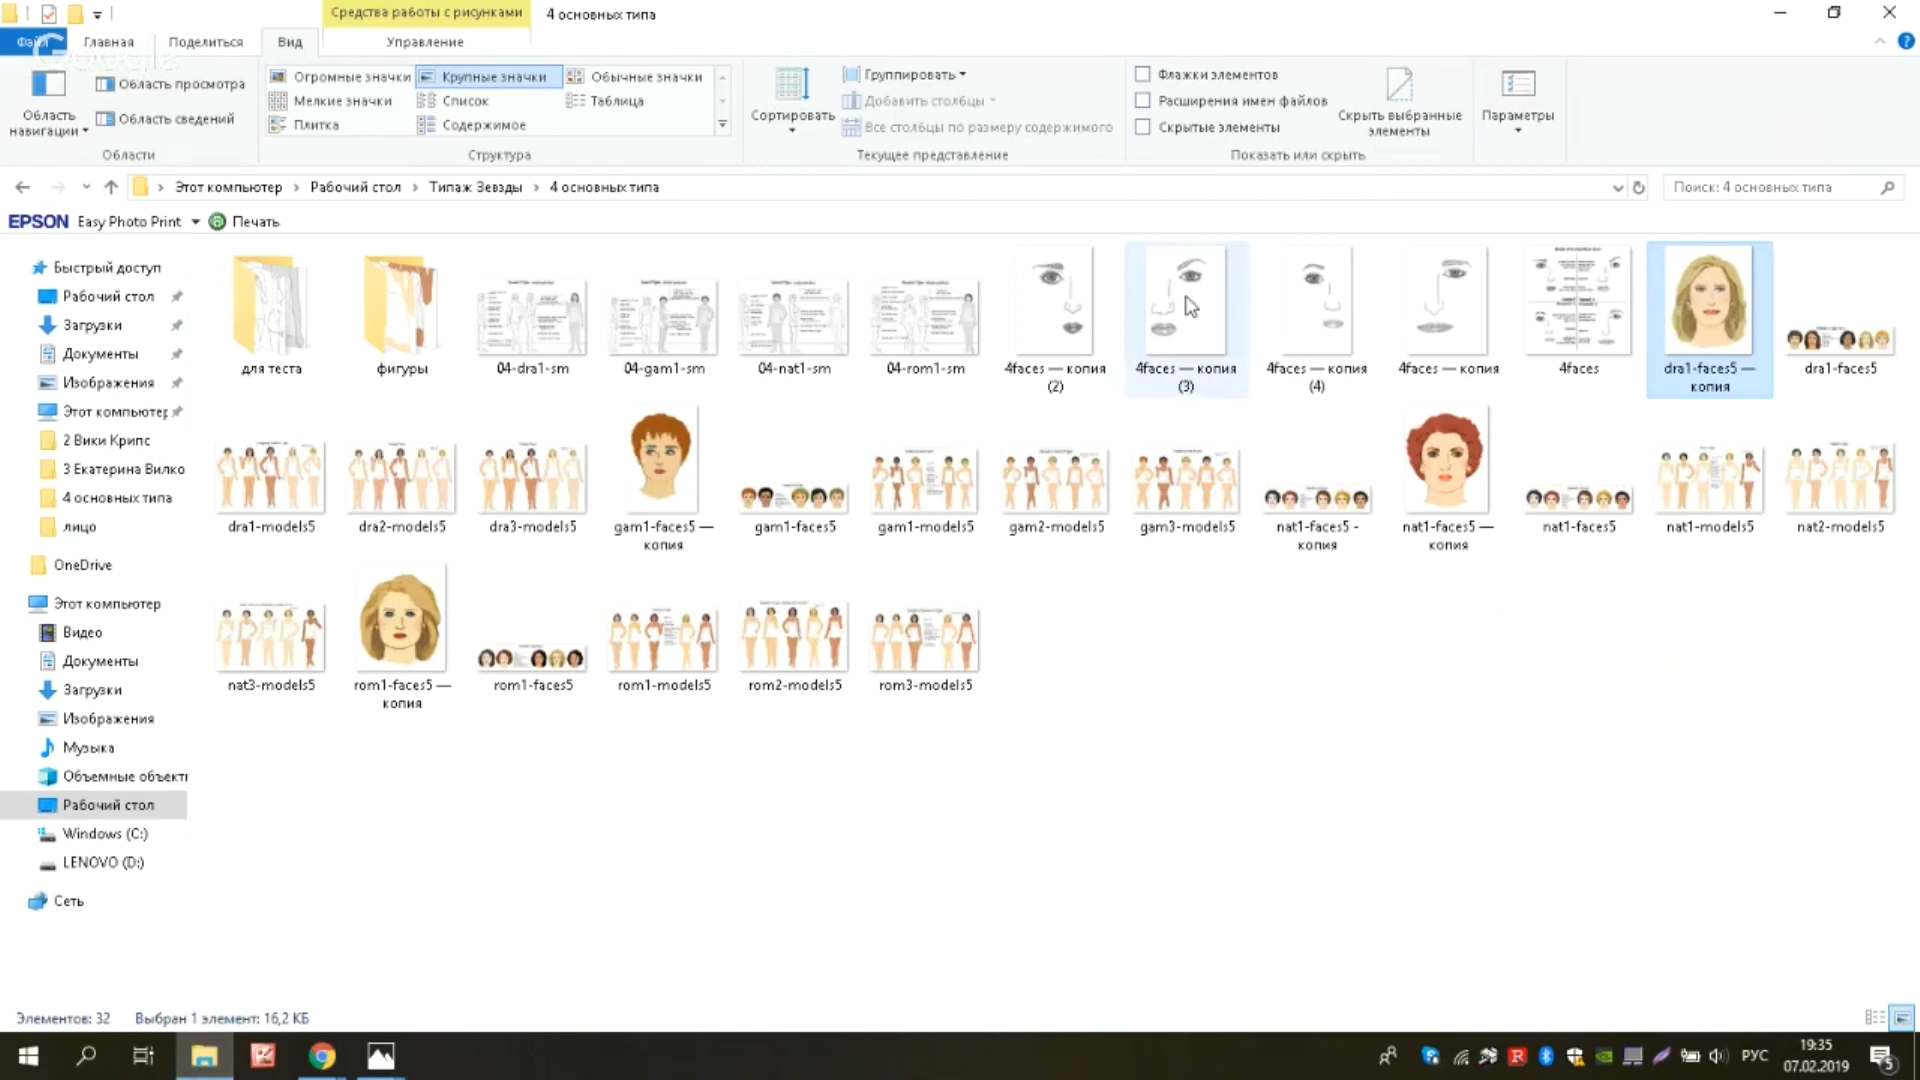 Средства работы с рисунками
4 основных типа
Файл
Главная
Поделиться
Вид
Управление
Область навигации
Область просмотра
Область сведений
Области
Огромные значки
Крупные значки
Обычные значки
Мелкие значки
Список
Таблица
Плитка
Содержимое
Структура
Сортировать
Группировать
Добавить столбцы
Все столбцы по размеру содержимого
Текущее представление
Флажки элементов
Расширения имен файлов
Скрытые элементы
Скрыть выбранные
элементы
Показать или скрыть
Параметры
Этот компьютер
Рабочий стол
Типаж Зевзды
4 основных типа
Поиск: 4 основных типа
EPSON Easy Photo Print
Печать
Быстрый доступ
Рабочий стол
Загрузки
Документы
Изображения
Этот компьютер
2 Вики Крипс
3 Екатерина Вилко
4 основных типа
лицо
OneDrive
Этот компьютер
Видео
Документы
Загрузки
Изображения
Музыка
Объемные объекты
Рабочий стол
Windows (C:)
LENOVO (D:)
Сеть
для теста
фигуры
04-dra1-sm
04-gam1-sm
04-nat1-sm
04-rom1-sm
4faces — копия
(2)
4faces — копия
(3)
4faces — копия
(4)
4faces — копия
4faces
dra1-faces5 —
копия
dra1-faces5
dra1-models5
dra2-models5
dra3-models5
gam1-faces5 —
копия
gam1-faces5
gam1-models5
gam2-models5
gam3-models5
nat1-faces5 -
копия
nat1-faces5 —
копия
nat1-faces5
nat1-models5
nat2-models5
nat3-models5
rom1-faces5 —
копия
rom1-faces5
rom1-models5
rom2-models5
rom3-models5
Элементов: 32
Выбран 1 элемент: 16,2 КБ
РУС
19:35
07.02.2019
5